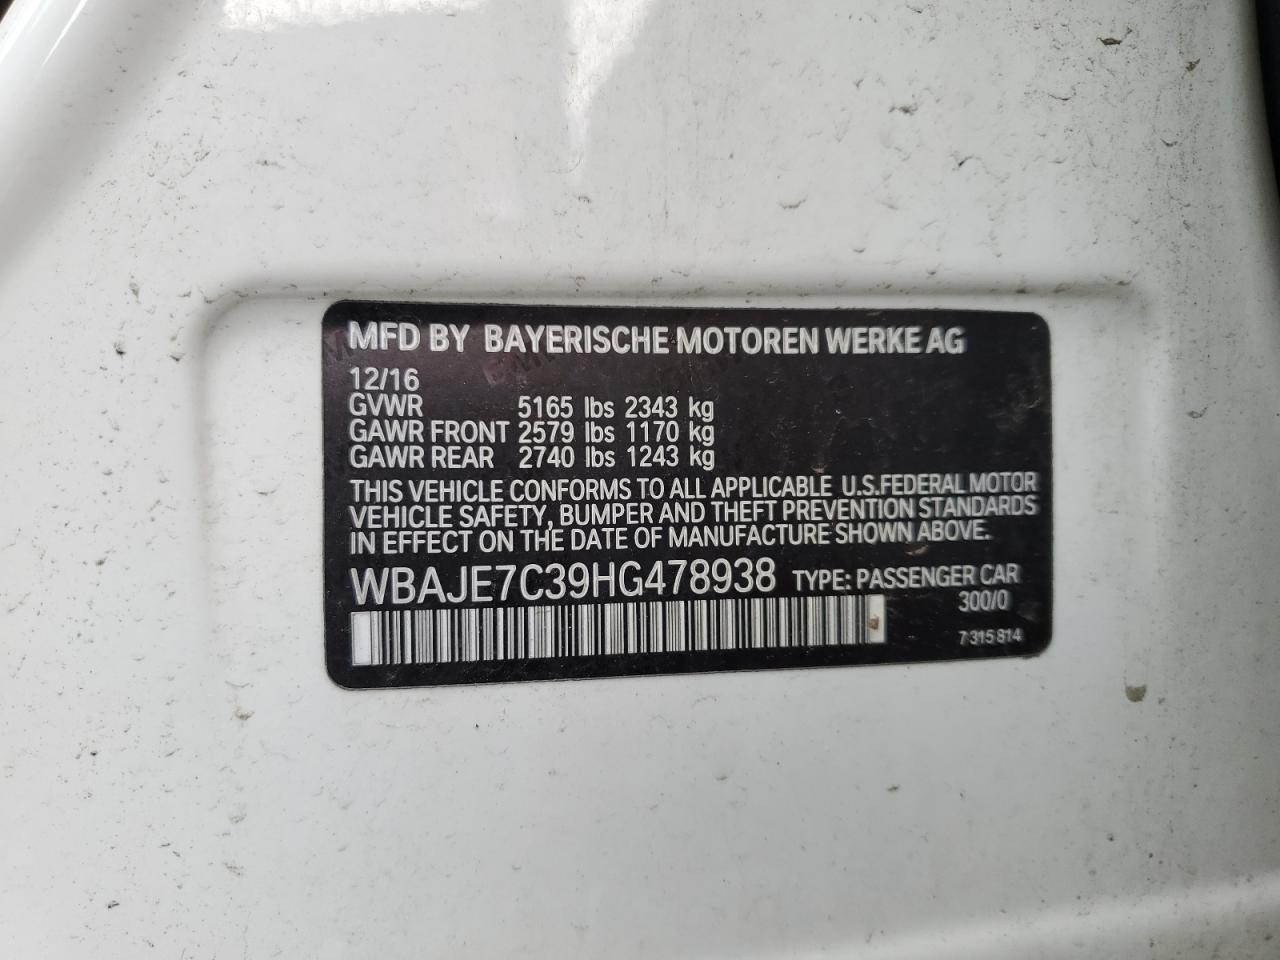 MFD BY BAYERISCHE MOTOREN WERKE AG
12/16
GVWR 5165 lbs 2343 kg
GAWR FRONT 2579 lbs 1170 kg
GAWR REAR 2740 lbs 1243 kg
THIS VEHICLE CONFORMS TO ALL APPLICABLE U.S.FEDERAL MOTOR
VEHICLE SAFETY, BUMPER AND THEFT PREVENTION STANDARDS
IN EFFECT ON THE DATE OF MANUFACTURE SHOWN ABOVE.
WBAJE7C39HG478938 TYPE: PASSENGER CAR
300/0
7 315 814